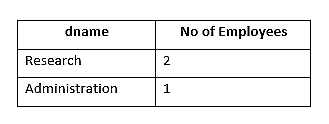 dname No of Employees
Research 2
Administration 1